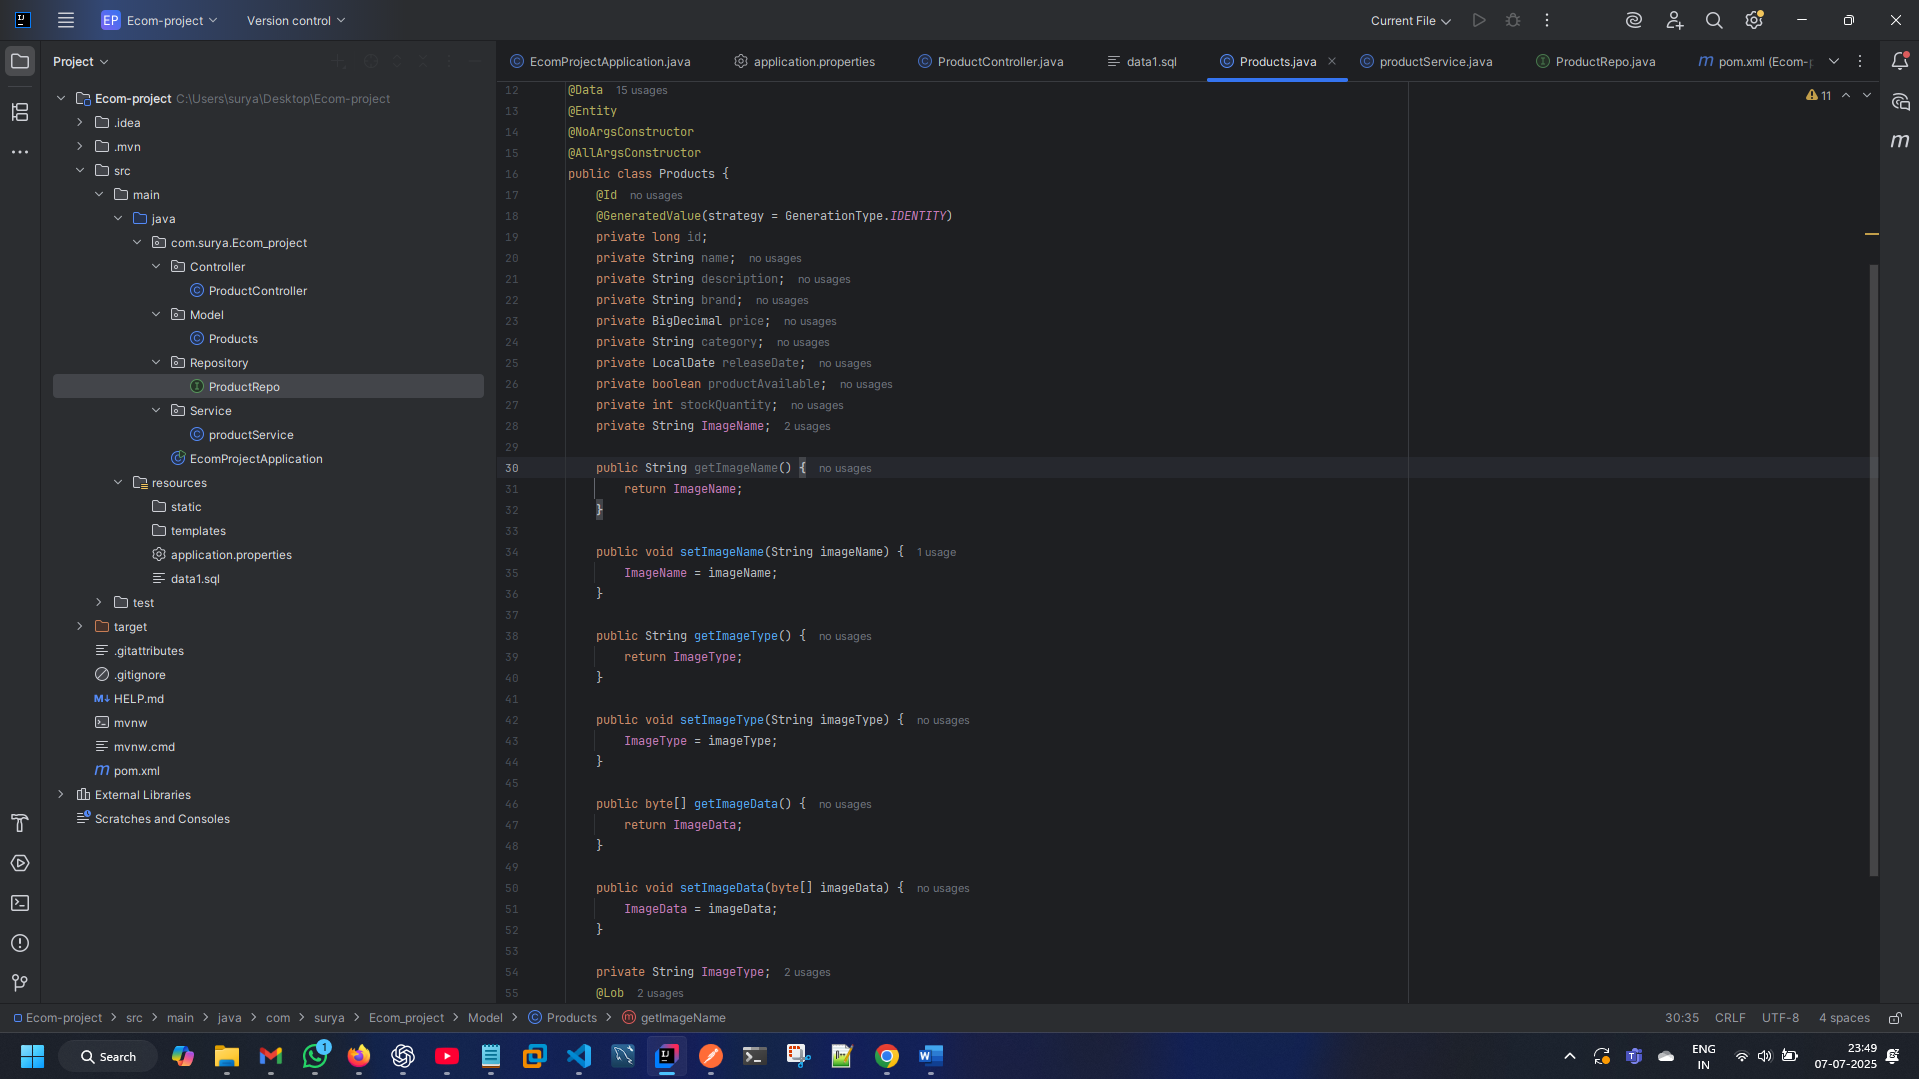 EP Ecom-project Version control Current File
Project
EcomProjectApplication.java application.properties ProductController.java data1.sql Products.java productService.java ProductRepo.java pom.xml (Ecom-p
Ecom-project C:\Users\surya\Desktop\Ecom-project
.idea
.mvn
src
main
java
com.surya.Ecom_project
Controller
ProductController
Model
Products
Repository
ProductRepo
Service
productService
EcomProjectApplication
resources
static
templates
application.properties
data1.sql
test
target
.gitattributes
.gitignore
HELP.md
mvnw
mvnw.cmd
pom.xml
External Libraries
Scratches and Consoles
11
12 @Data 15 usages
13 @Entity
14 @NoArgsConstructor
15 @AllArgsConstructor
16 public class Products {
17 @Id no usages
18 @GeneratedValue(strategy = GenerationType.IDENTITY)
19 private long id;
20 private String name; no usages
21 private String description; no usages
22 private String brand; no usages
23 private BigDecimal price; no usages
24 private String category; no usages
25 private LocalDate releaseDate; no usages
26 private boolean productAvailable; no usages
27 private int stockQuantity; no usages
28 private String ImageName; 2 usages
29
30 public String getImageName() { no usages
31 return ImageName;
32 }
33
34 public void setImageName(String imageName) { 1 usage
35 ImageName = imageName;
36 }
37
38 public String getImageType() { no usages
39 return ImageType;
40 }
41
42 public void setImageType(String imageType) { no usages
43 ImageType = imageType;
44 }
45
46 public byte[] getImageData() { no usages
47 return ImageData;
48 }
49
50 public void setImageData(byte[] imageData) { no usages
51 ImageData = imageData;
52 }
53
54 private String ImageType; 2 usages
55 @Lob 2 usages
Ecom-project > src > main > java > com > surya > Ecom_project > Model > Products > getImageName 30:35 CRLF UTF-8 4 spaces
Search 1 ENG 23:49
IN 07-07-2025